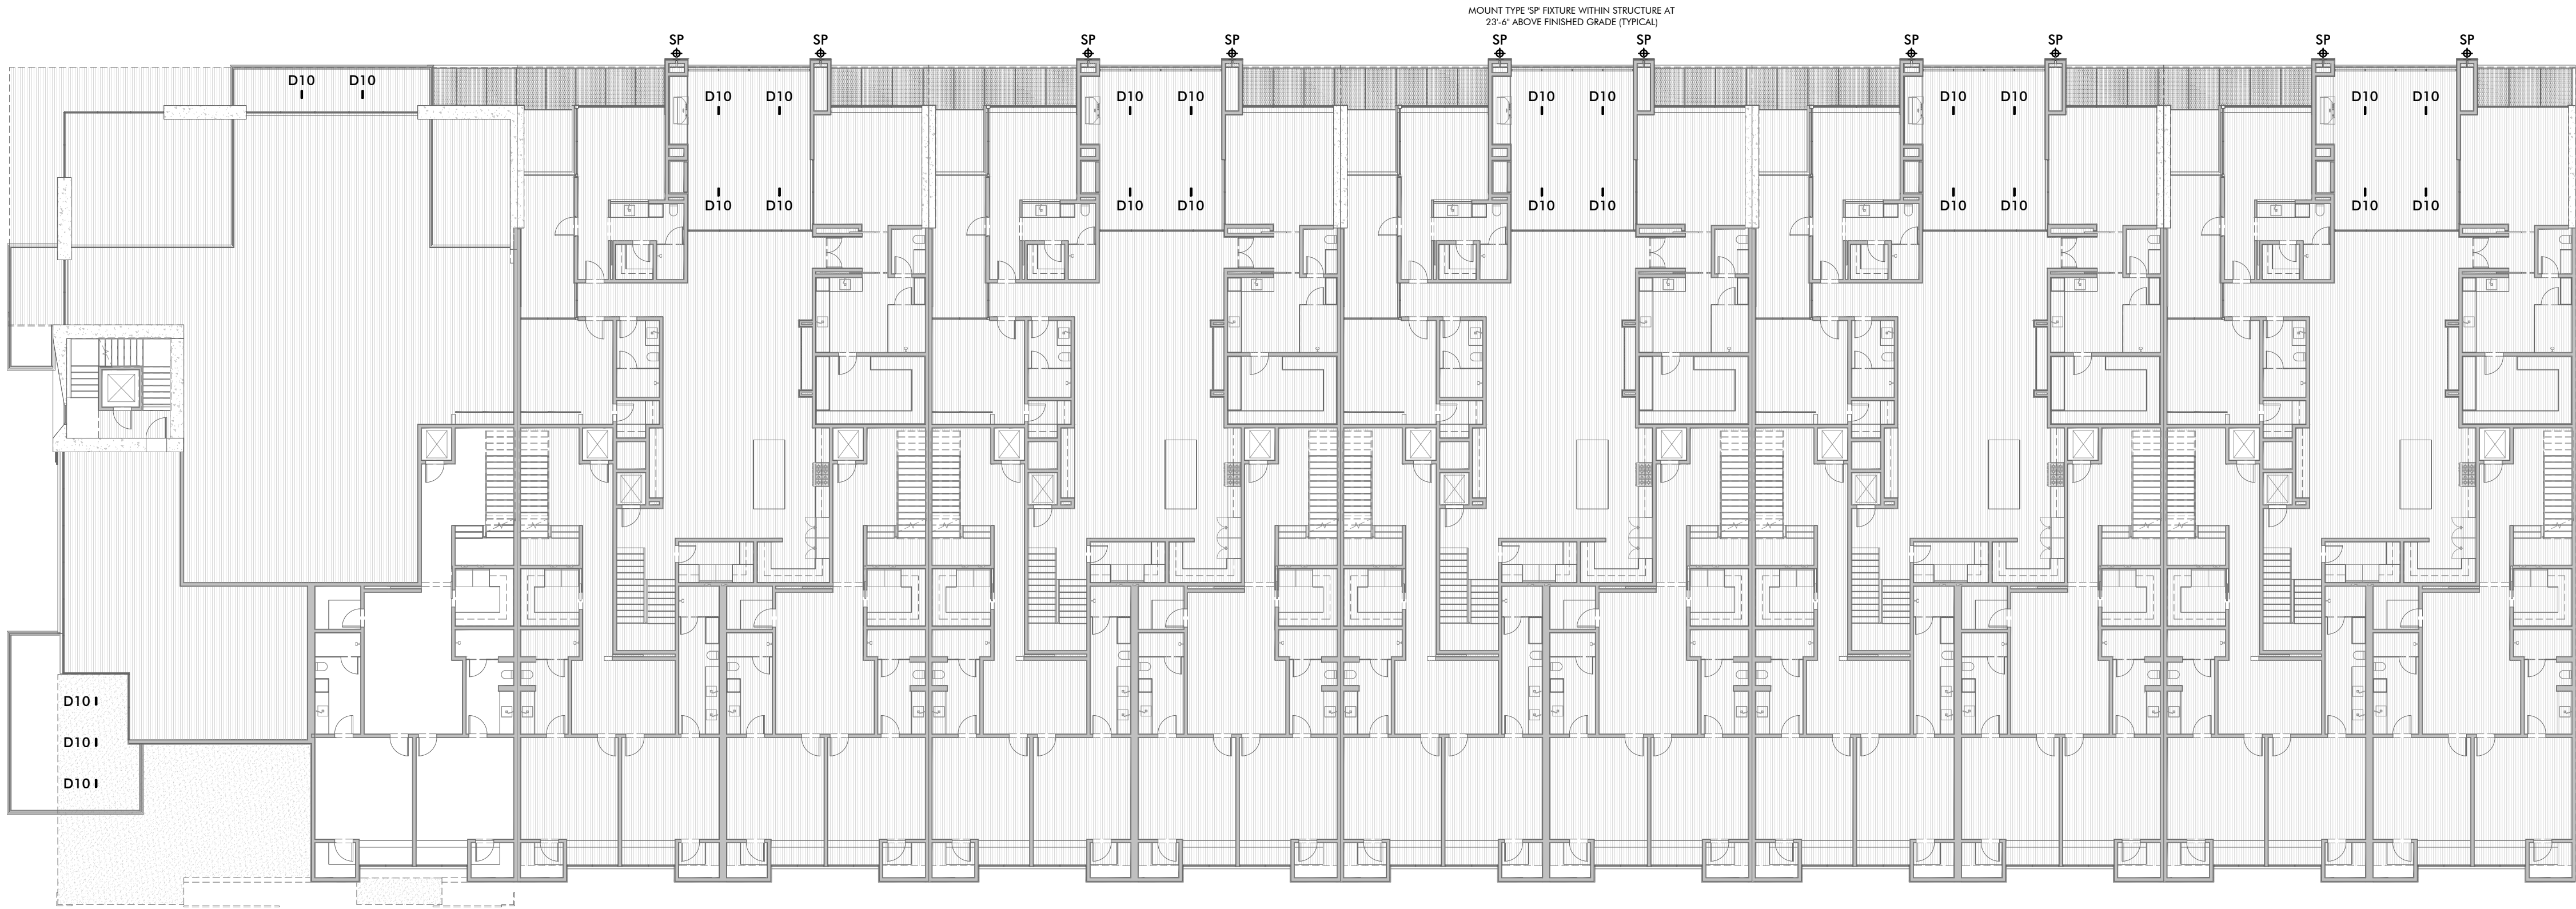 MOUNT TYPE 'SP' FIXTURE WITHIN STRUCTURE AT
23'-6" ABOVE FINISHED GRADE (TYPICAL)
SP SP SP SP SP SP SP SP SP SP
D10 D10
D10 D10 D10 D10 D10 D10 D10 D10 D10 D10
D10 D10 D10 D10 D10 D10 D10 D10 D10 D10
D10
D10
D10